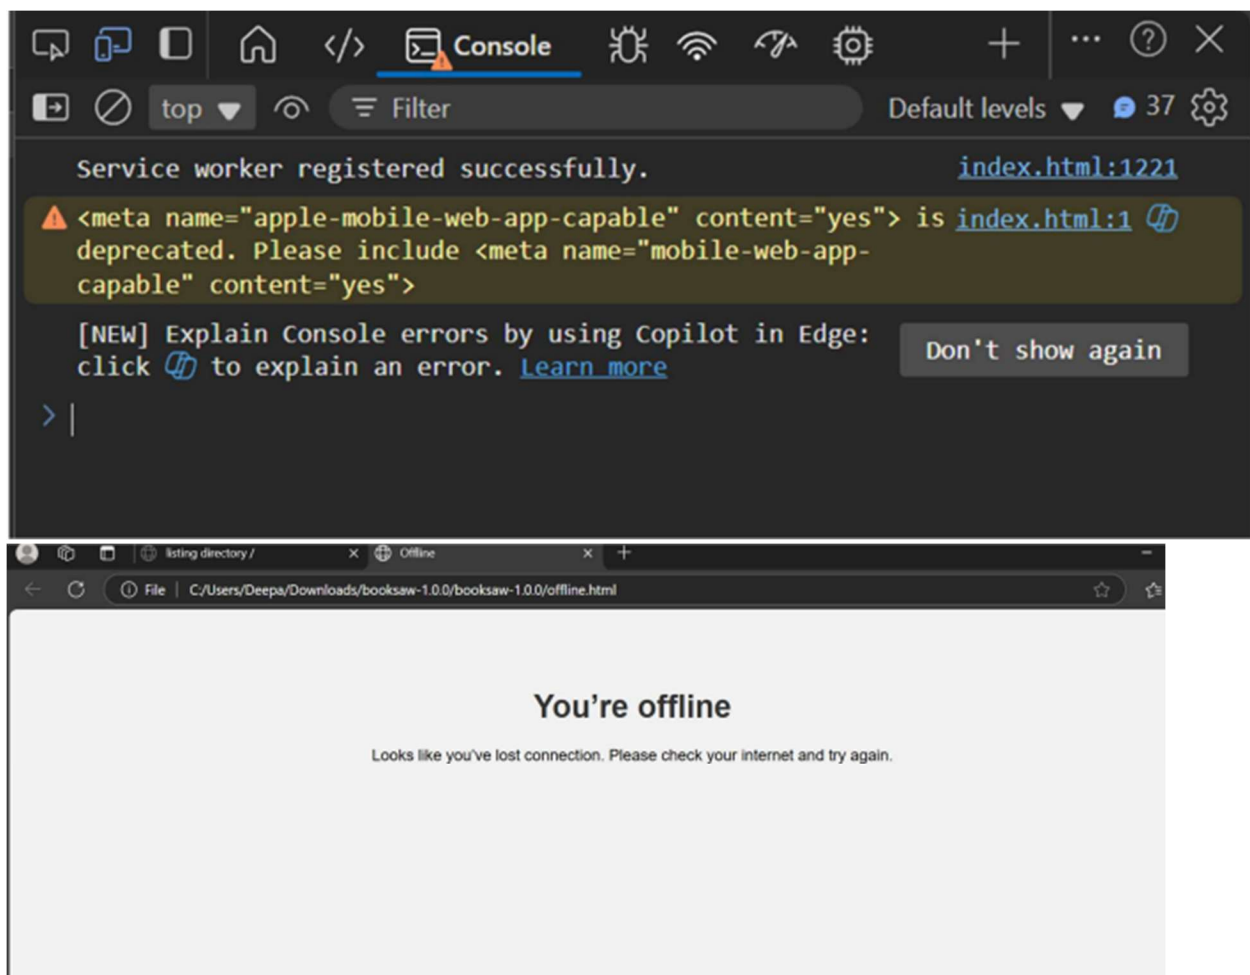 Console
top
Filter
Default levels
37
Service worker registered successfully.
index.html:1221
<meta name="apple-mobile-web-app-capable" content="yes"> is
index.html:1
deprecated. Please include <meta name="mobile-web-app-
capable" content="yes">
[NEW] Explain Console errors by using Copilot in Edge:
click to explain an error. Learn more
Don't show again
listing directory /
Offline
File | C:/Users/Deepa/Downloads/booksaw-1.0.0/booksaw-1.0.0/offline.html
You’re offline
Looks like you've lost connection. Please check your internet and try again.